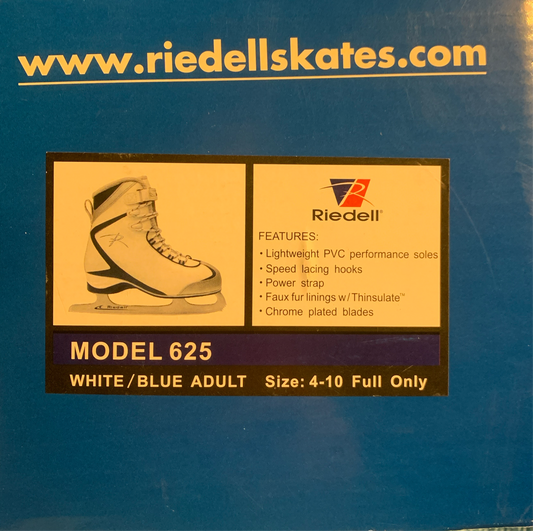 www.riedellskates.com
Riedell®
FEATURES:
• Lightweight PVC performance soles
• Speed lacing hooks
• Power strap
• Faux fur linings w/Thinsulate™
• Chrome plated blades
Riedell
MODEL 625
WHITE/BLUE ADULT Size: 4-10 Full Only